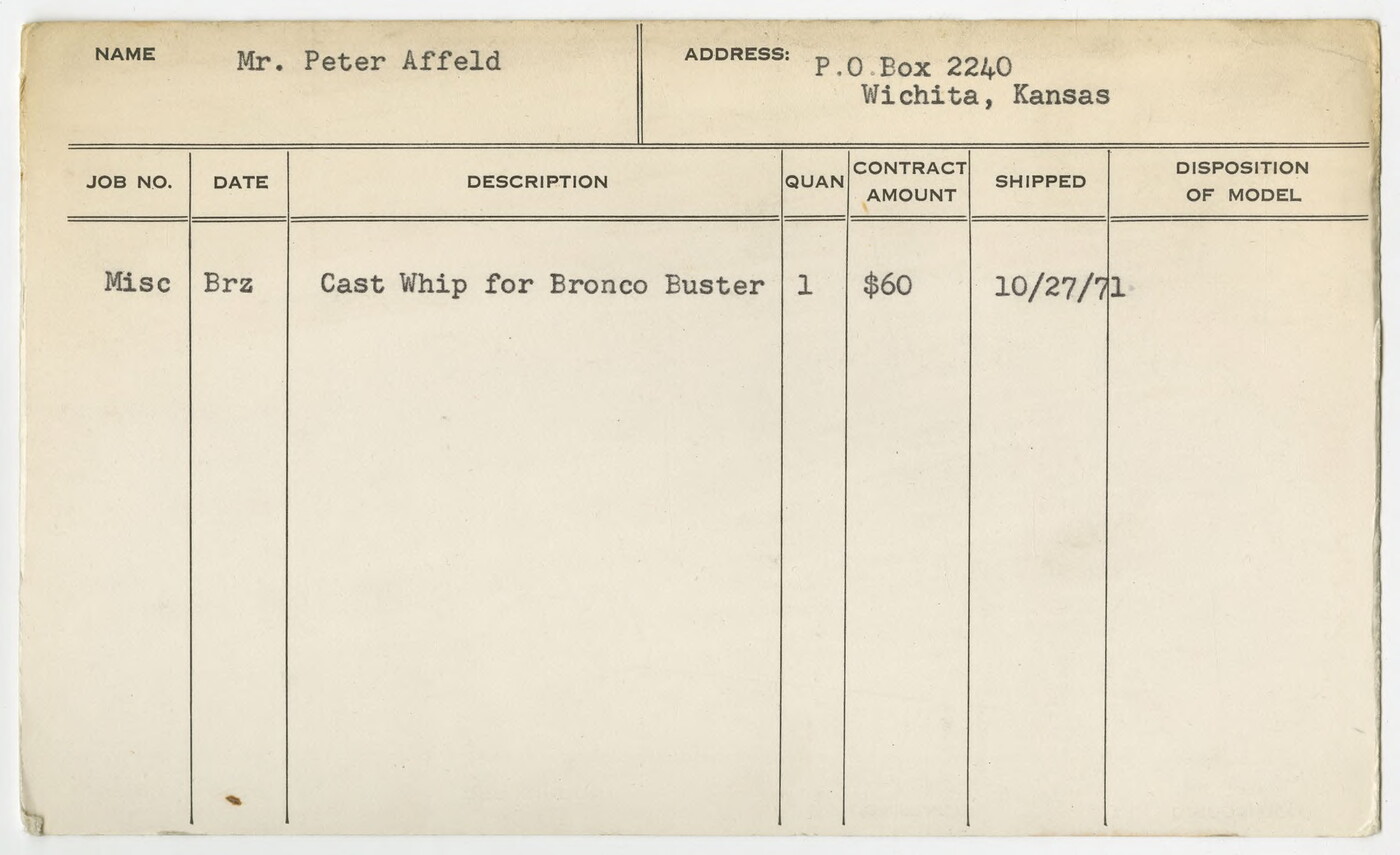 NAME Mr. Peter Affeld ADDRESS: P.O.Box 2240
Wichita, Kansas
JOB NO. DATE DESCRIPTION QUAN CONTRACT AMOUNT SHIPPED DISPOSITION OF MODEL
Misc Brz Cast Whip for Bronco Buster 1 $60 10/27/71